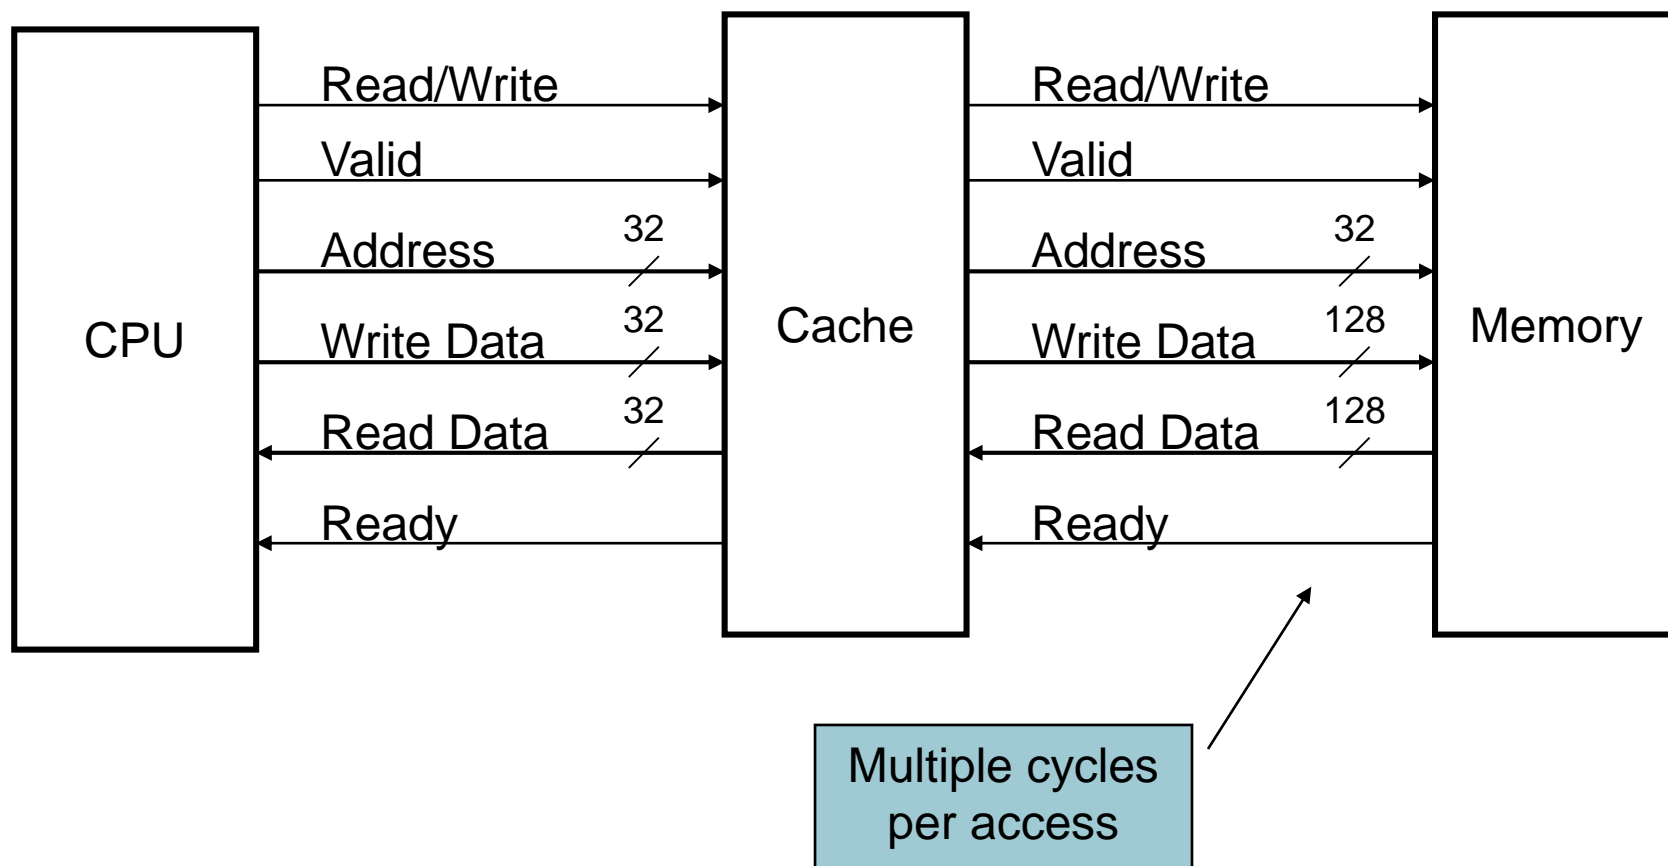 Read/Write
Read/Write
Valid
Valid
Address
32
Address
32
CPU
Write Data
32
Cache
Write Data
128
Memory
Read Data
32
Read Data
128
Ready
Ready
Multiple cycles
per access